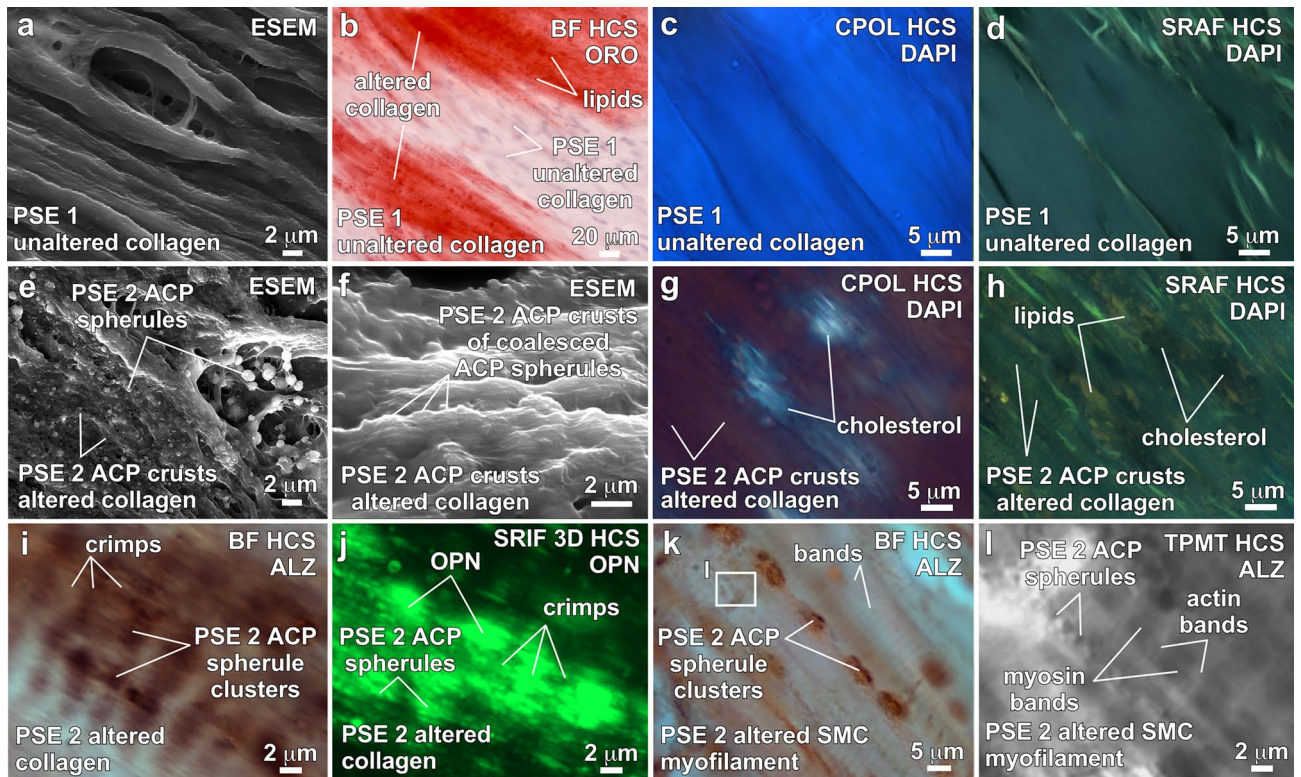 a
ESEM
PSE 1
unaltered collagen
2 μm
b
BF HCS
ORO
altered
collagen
lipids
PSE 1
unaltered
collagen
PSE 1
unaltered collagen
20 μm
c
CPOL HCS
DAPI
PSE 1
unaltered collagen
5 μm
d
SRAF HCS
DAPI
PSE 1
unaltered collagen
5 μm
e
PSE 2 ACP
spherules
ESEM
PSE 2 ACP crusts
altered collagen
2 μm
f
ESEM
PSE 2 ACP crusts
of coalesced
ACP spherules
PSE 2 ACP crusts
altered collagen
2 μm
g
CPOL HCS
DAPI
cholesterol
PSE 2 ACP crusts
altered collagen
5 μm
h
SRAF HCS
DAPI
lipids
cholesterol
PSE 2 ACP crusts
altered collagen
5 μm
i
BF HCS
ALZ
crimps
PSE 2 ACP
spherule
clusters
PSE 2 altered
collagen
2 μm
j
SRIF 3D HCS
OPN
OPN
crimps
PSE 2 ACP
spherules
PSE 2 altered
collagen
2 μm
k
BF HCS
ALZ
bands
l
PSE 2 ACP
spherule
clusters
PSE 2 altered SMC
myofilament
5 μm
l
TPMT HCS
ALZ
PSE 2 ACP
spherules
actin
bands
myosin
bands
PSE 2 altered SMC
myofilament
2 μm